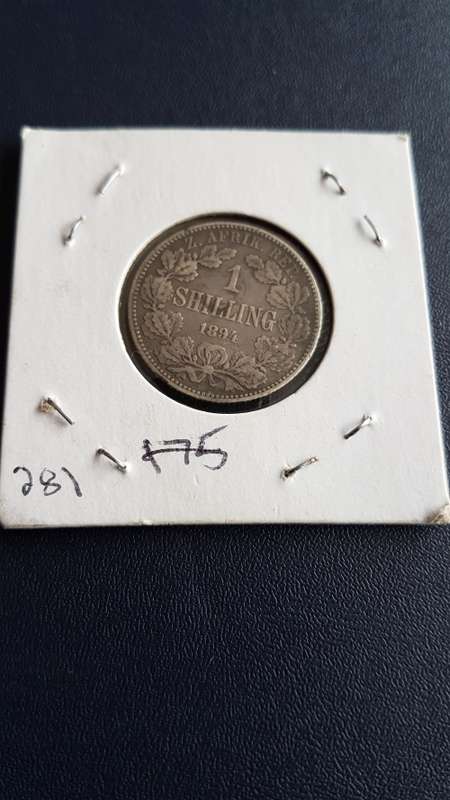 Z. AFRIK. REP.
1
SHILLING
1894
175
281